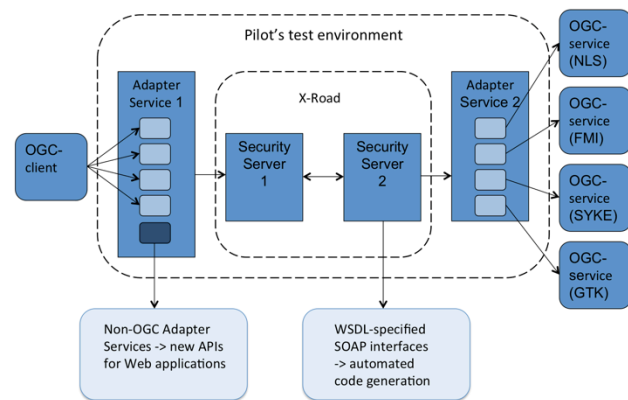 Pilot's test environment
Adapter
Service 1
X-Road
Adapter
Service 2
OGC-
client
Security
Server
1
Security
Server
2
OGC-
service
(NLS)
OGC-
service
(FMI)
OGC-
service
(SYKE)
OGC-
service
(GTK)
Non-OGC Adapter
Services -> new APIs
for Web applications
WSDL-specified
SOAP interfaces
-> automated
code generation